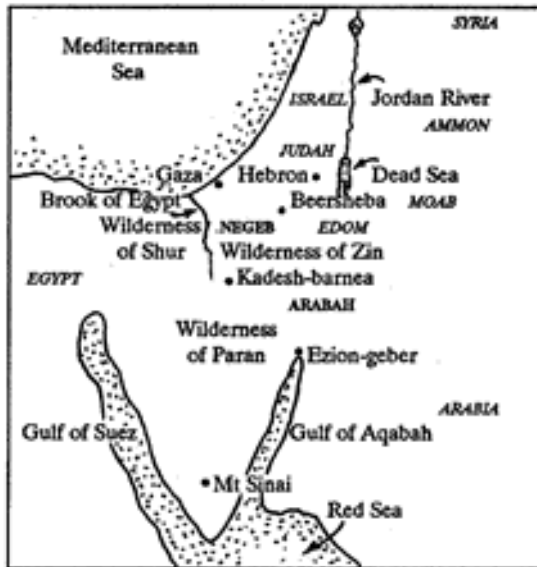 SYRIA
Mediterranean
Sea
ISRAEL
Jordan River
AMMON
JUDAH
Gaza
Hebron
Dead Sea
Brook of Egypt
Beersheba
MOAB
Wilderness
of Shur
NEGEB
EDOM
Wilderness of Zin
EGYPT
Kadesh-barnea
ARABAH
Wilderness
of Paran
Ezion-geber
ARABIA
Gulf of Suez
Gulf of Aqabah
Mt Sinai
Red Sea